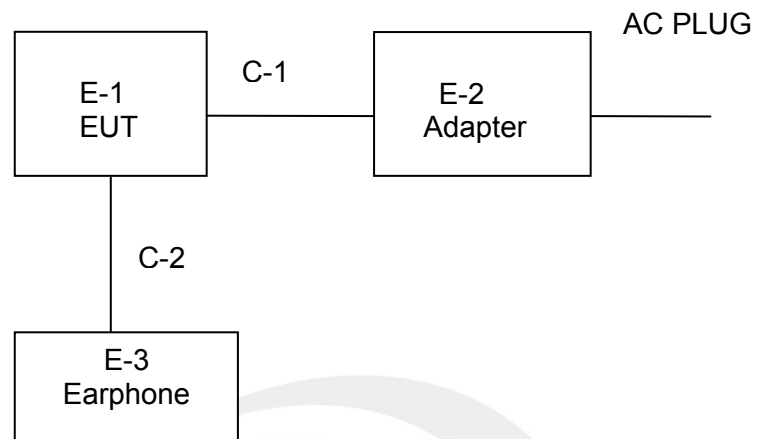 AC PLUG
E-1
EUT
C-1
E-2
Adapter
C-2
E-3
Earphone